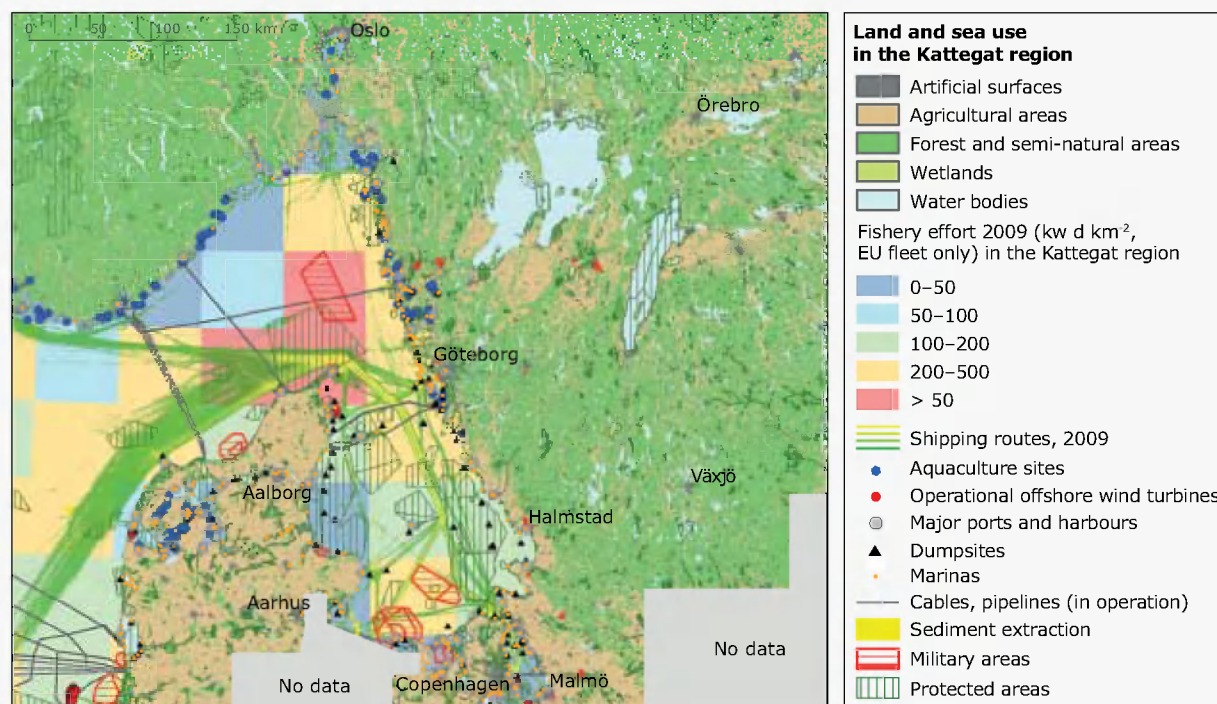 0 50 100 150 km
Oslo
Örebro
Göteborg
Växjö
Aalborg
Halmstad
Aarhus
No data
No data
Copenhagen
Malmö
Land and sea use
in the Kattegat region
Artificial surfaces
Agricultural areas
Forest and semi-natural areas
Wetlands
Water bodies
Fishery effort 2009 (kw d km-2,
EU fleet only) in the Kattegat region
0–50
50–100
100–200
200–500
> 50
Shipping routes, 2009
Aquaculture sites
Operational offshore wind turbines
Major ports and harbours
Dumpsites
Marinas
Cables, pipelines (in operation)
Sediment extraction
Military areas
Protected areas